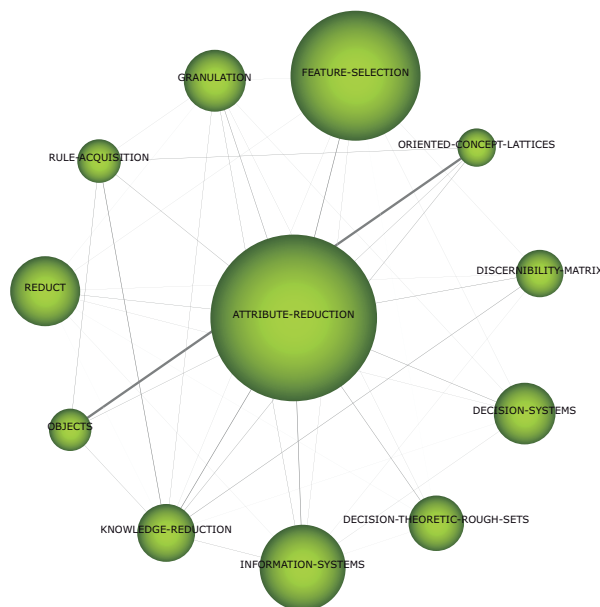 FEATURE-SELECTION
GRANULATION
ORIENTED-CONCEPT-LATTICES
RULE-ACQUISITION
DISCERNIBILITY-MATRIX
REDUCT
ATTRIBUTE-REDUCTION
DECISION-SYSTEMS
OBJECTS
DECISION-THEORETIC-ROUGH-SETS
KNOWLEDGE-REDUCTION
INFORMATION-SYSTEMS